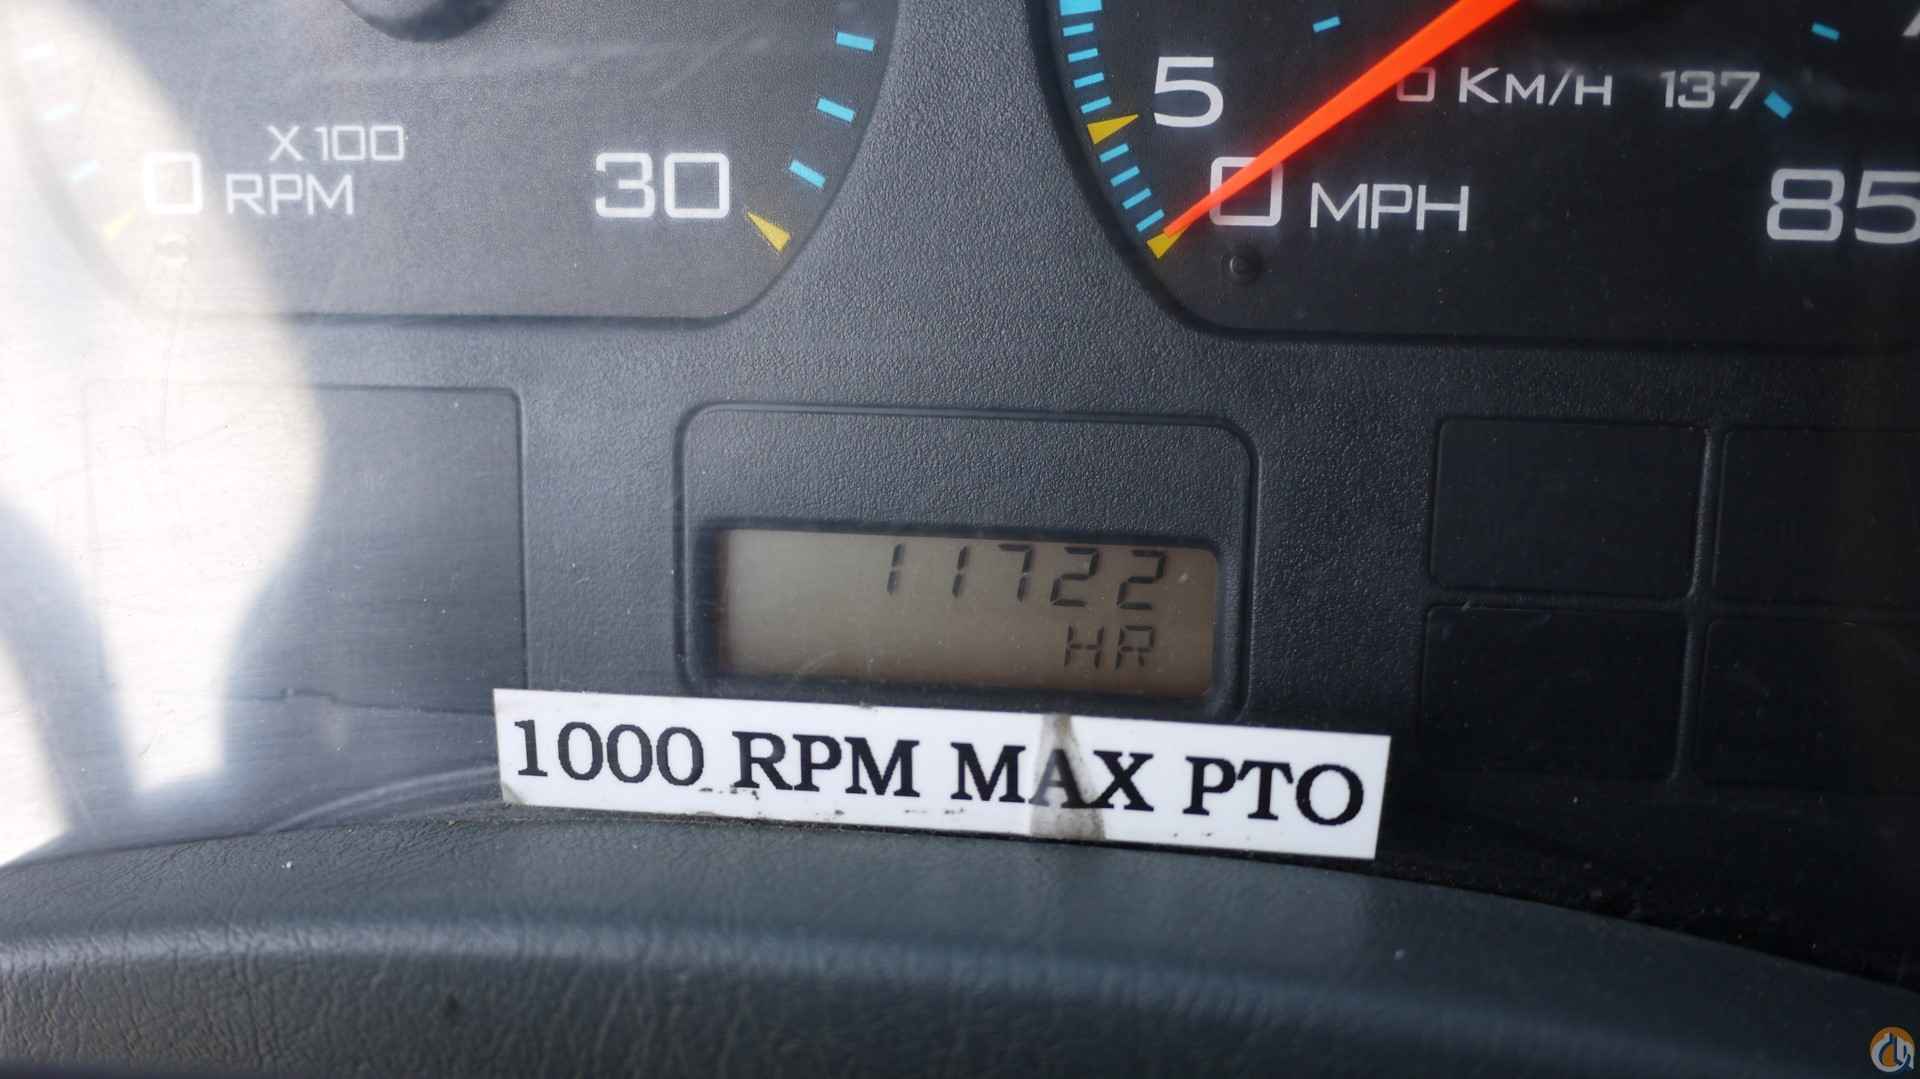 X100
0 RPM 30
5
0 KM/H 137
0 MPH 85
11722
HR
1000 RPM MAX PTO